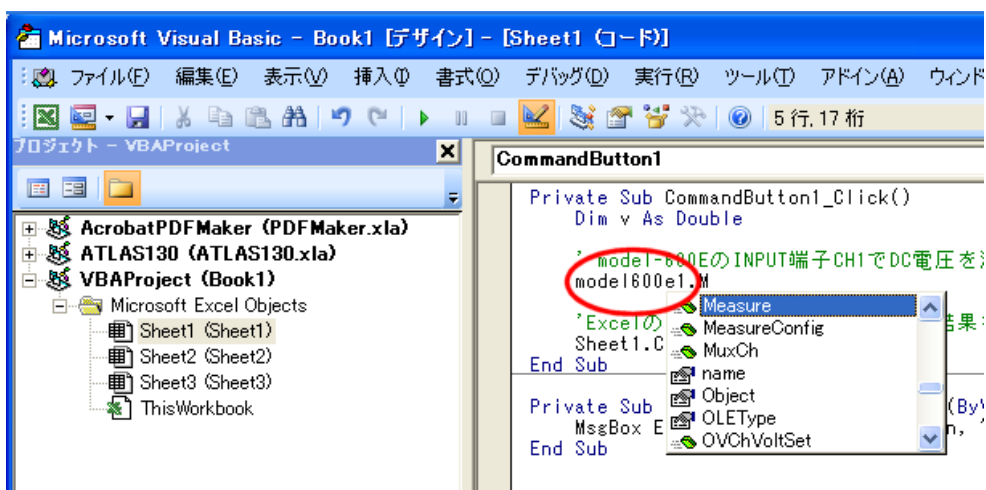 Microsoft Visual Basic - Book1 [デザイン] - [Sheet1 (コード)]
ファイル(F) 編集(E) 表示(V) 挿入(I) 書式(O) デバッグ(D) 実行(R) ツール(T) アドイン(A) ウィンド
5 行, 17 桁
プロジェクト - VBAProject
CommandButton1
AcrobatPDFMaker (PDFMaker.xla)
ATLAS130 (ATLAS130.xla)
VBAProject (Book1)
Microsoft Excel Objects
Sheet1 (Sheet1)
Sheet2 (Sheet2)
Sheet3 (Sheet3)
ThisWorkbook
Private Sub CommandButton1_Click()
Dim v As Double
' model-600EのINPUT端子CH1でDC電圧を
model600e1.M
'Excelの 結果
Sheet1.C
End Sub
Private Sub (By
MsgBox E n,
End Sub
Measure
MeasureConfig
MuxCh
name
Object
OLEType
OVChVoltSet